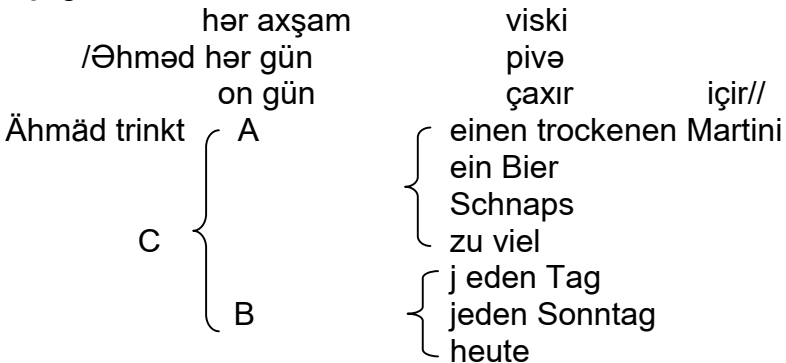 hər axşam viski
/Əhməd hər gün pivə
on gün çaxır içir//
Ähmäd trinkt A einen trockenen Martini
ein Bier
Schnaps
C zu viel
j eden Tag
B jeden Sonntag
heute